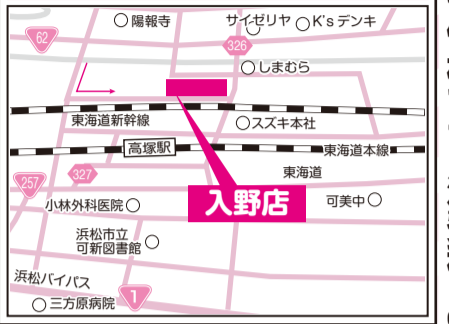 陽報寺
サイゼリヤ
K'sデンキ
62
326
しまむら
東海道新幹線
スズキ本社
高塚駅
東海道本線
327
東海道
257
小林外科医院
入野店
可美中
浜松市立
可新図書館
浜松バイパス
1
三方原病院